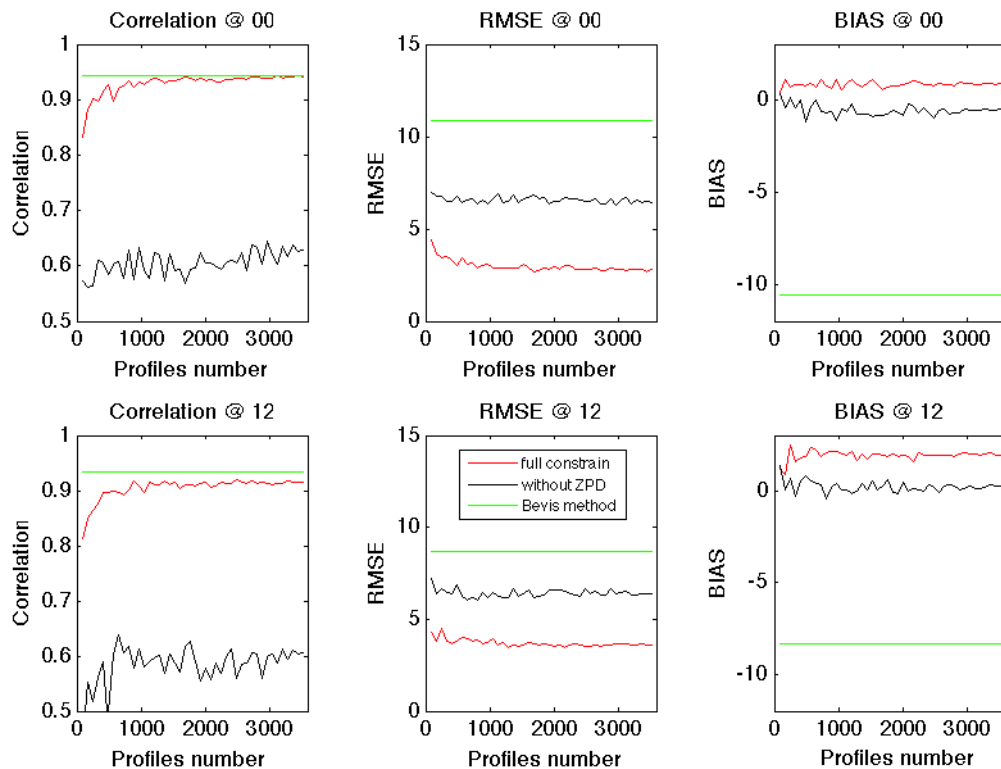 Correlation @ 00
RMSE @ 00
BIAS @ 00
1
0.9
0.8
0.7
0.6
0.5
Correlation
0
1000
2000
3000
Profiles number
15
10
5
0
RMSE
0
1000
2000
3000
Profiles number
0
-5
-10
BIAS
0
1000
2000
3000
Profiles number
Correlation @ 12
RMSE @ 12
BIAS @ 12
1
0.9
0.8
0.7
0.6
0.5
Correlation
0
1000
2000
3000
Profiles number
15
10
5
0
RMSE
full constrain
without ZPD
Bevis method
0
1000
2000
3000
Profiles number
0
-5
-10
BIAS
0
1000
2000
3000
Profiles number